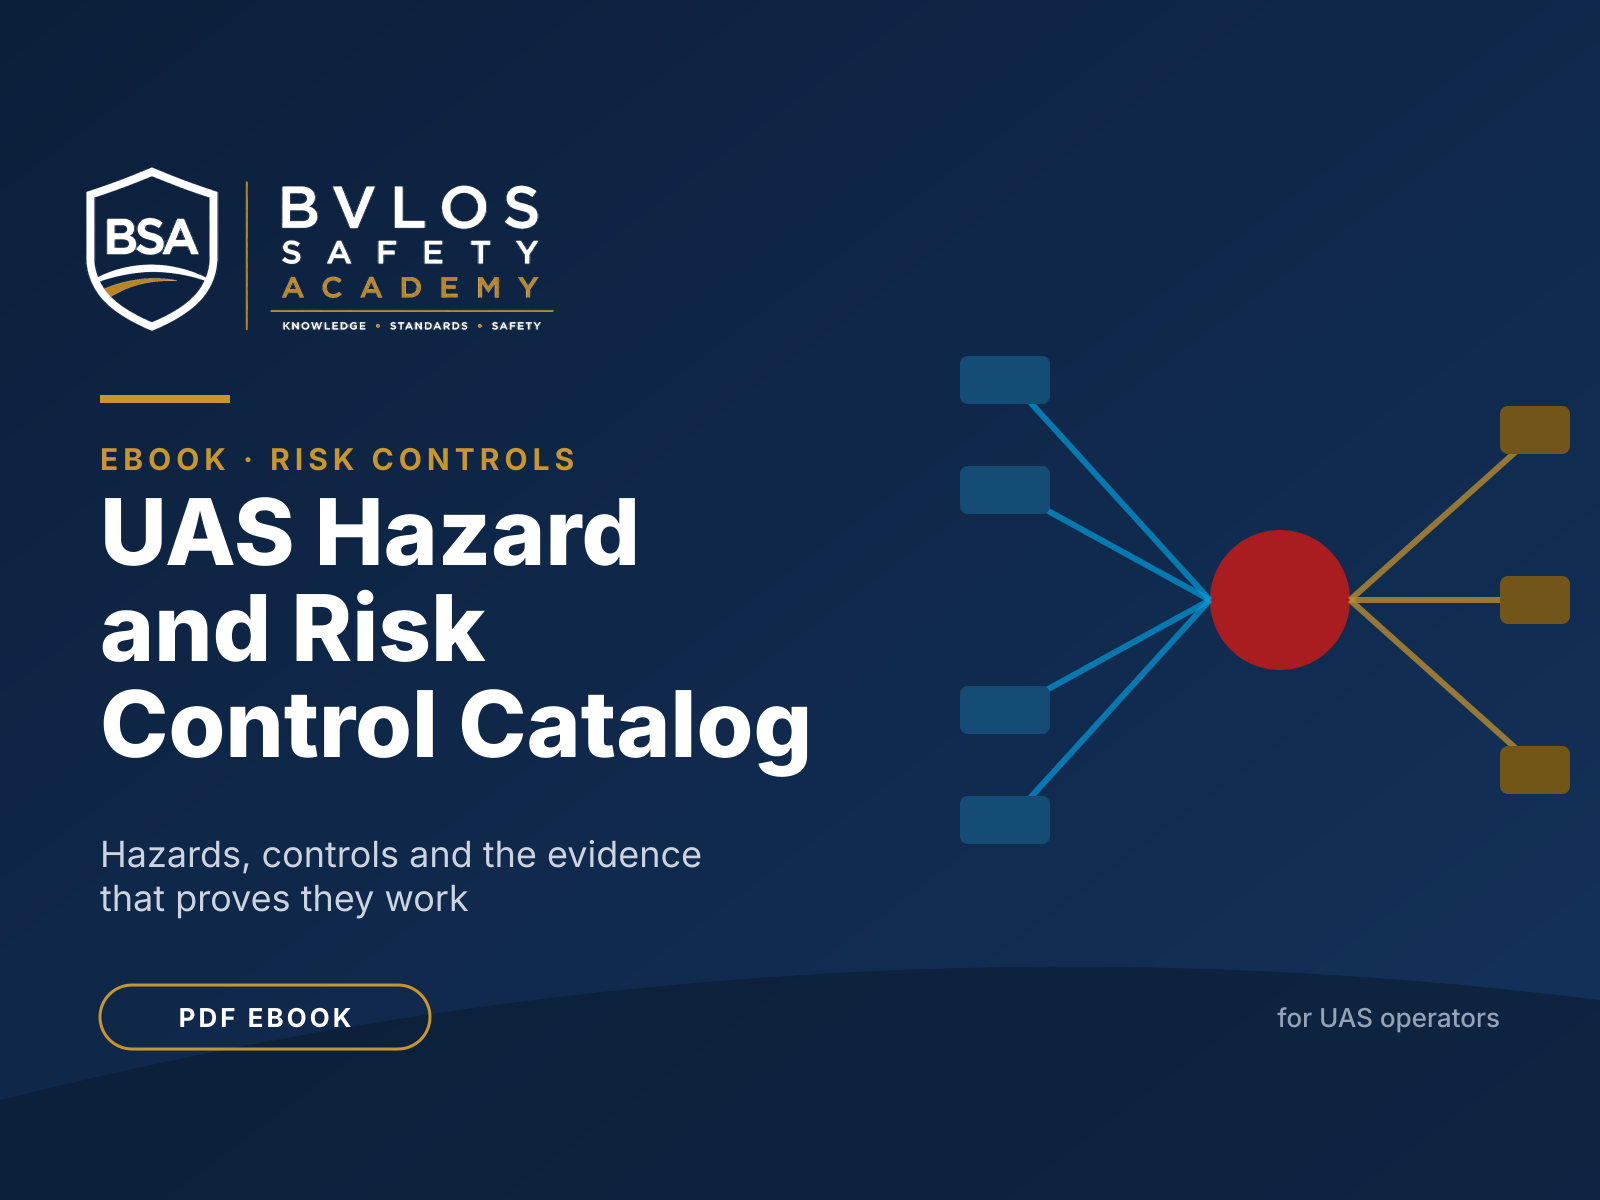 BSA
BVLOS
SAFETY
ACADEMY
KNOWLEDGE • STANDARDS • SAFETY
EBOOK · RISK CONTROLS
UAS Hazard
and Risk
Control Catalog
Hazards, controls and the evidence
that proves they work
PDF EBOOK
for UAS operators